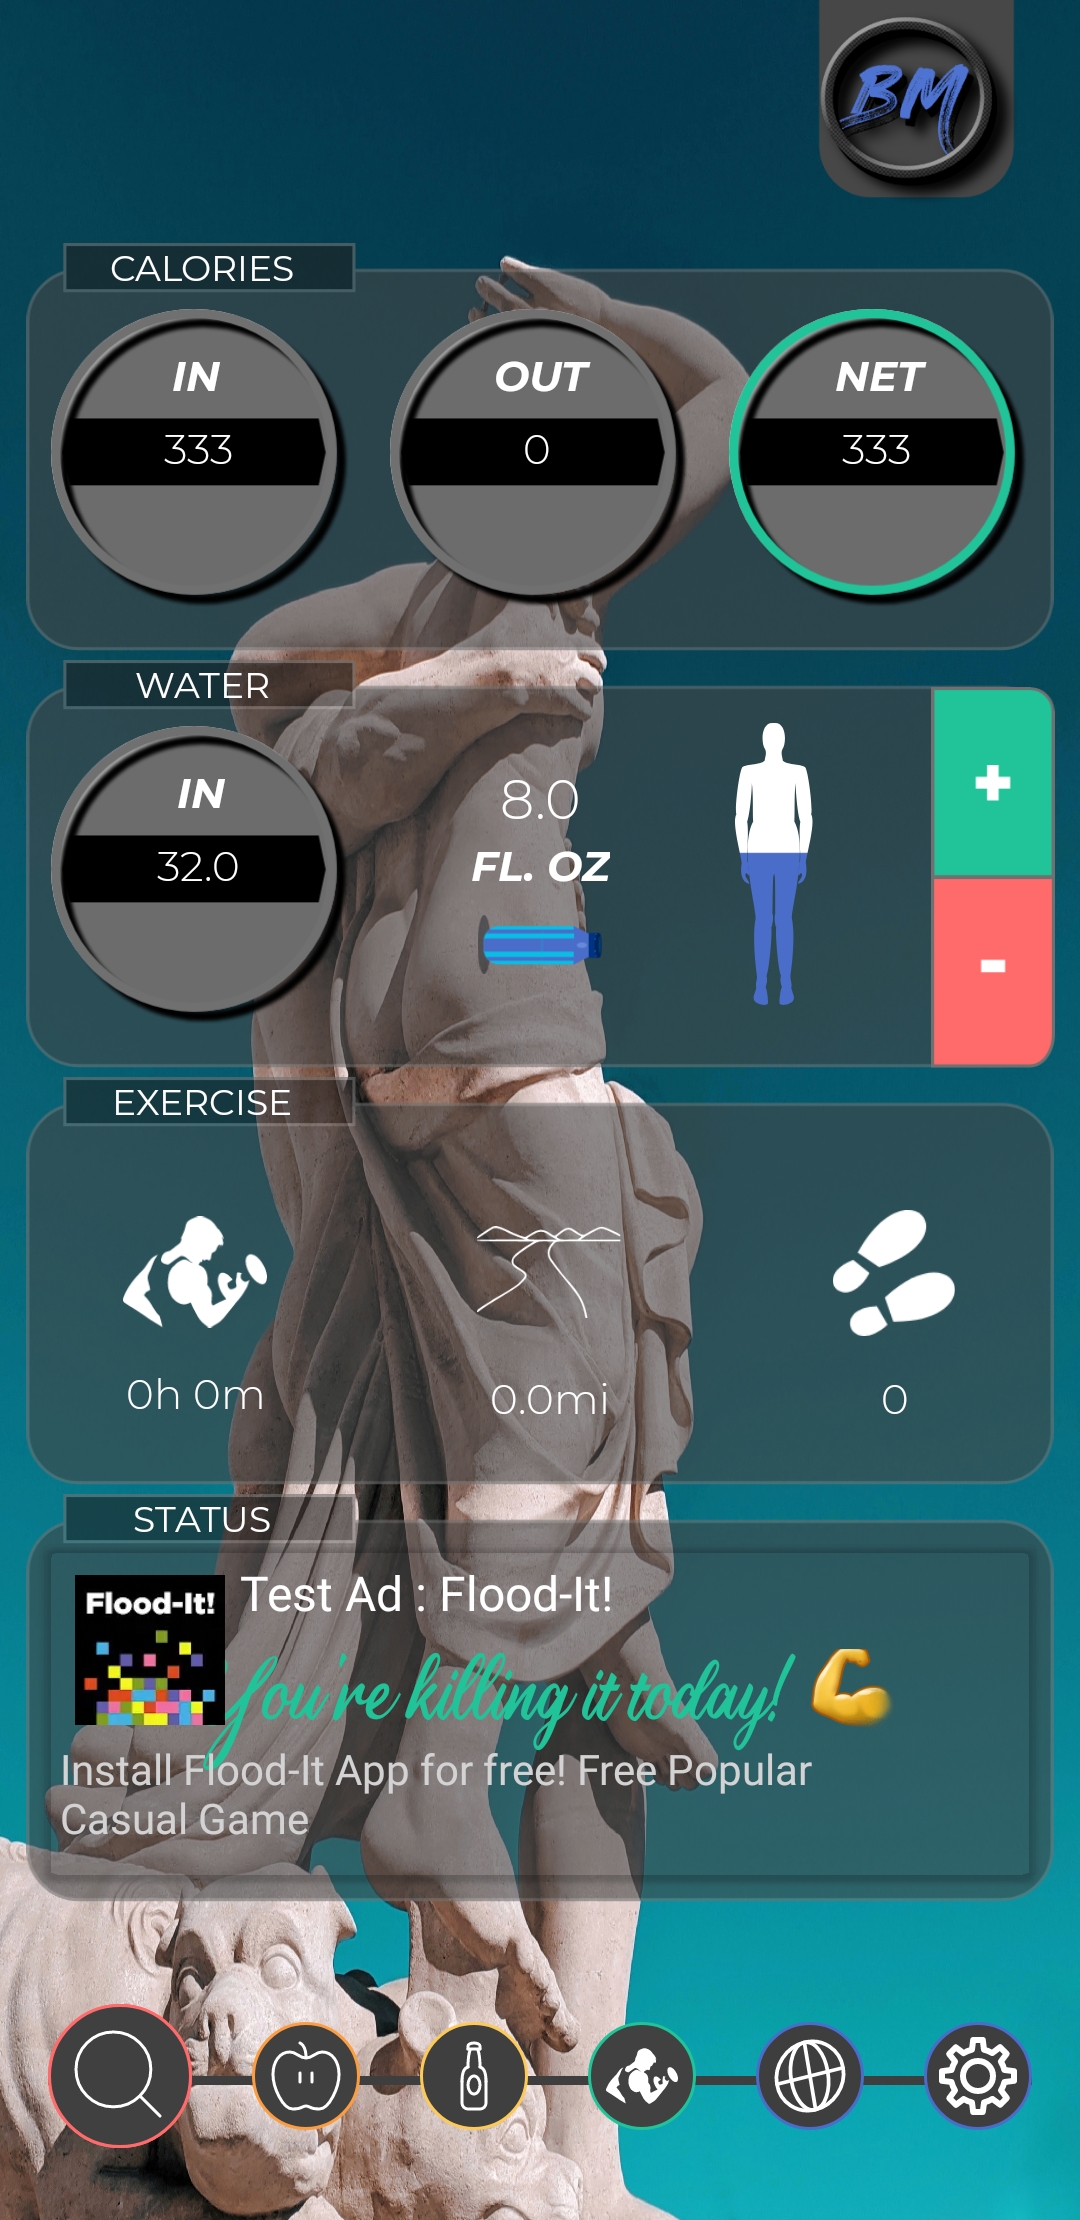 BM
CALORIES
IN
OUT
NET
333
0
333
WATER
IN
32.0
8.0
FL. OZ
+
-
EXERCISE
0h 0m
0.0mi
0
STATUS
Flood-It!
Test Ad : Flood-It!
You're killing it today! 💪
Install Flood-It App for free! Free Popular
Casual Game